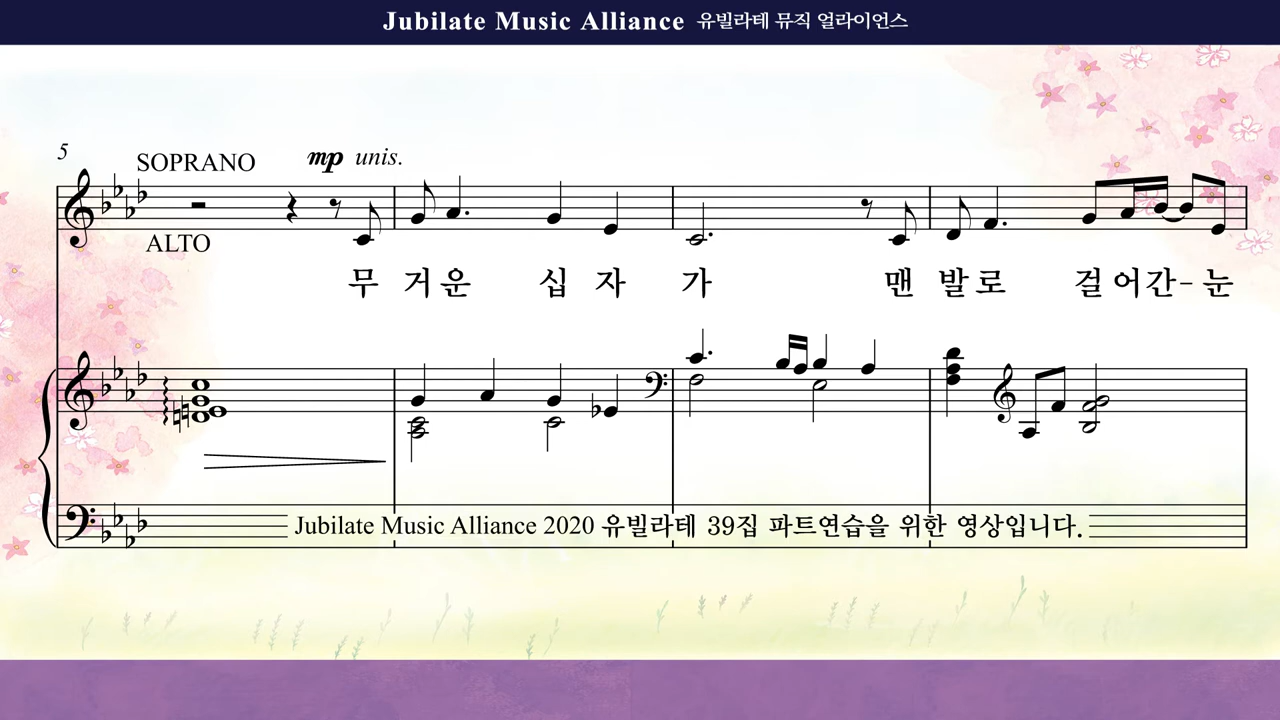 Jubilate Music Alliance 유빌라테 뮤직 얼라이언스
5
SOPRANO mp unis.
ALTO
무 거 운 십 자 가 맨 발 로 걸 어 간 - 눈
Jubilate Music Alliance 2020 유빌라테 39집 파트연습을 위한 영상입니다.